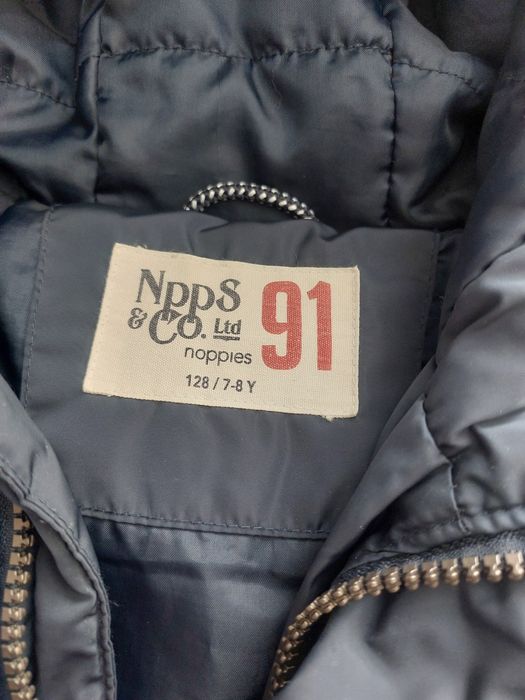 NppS
& Co. Ltd
91
noppies
128 / 7-8 Y